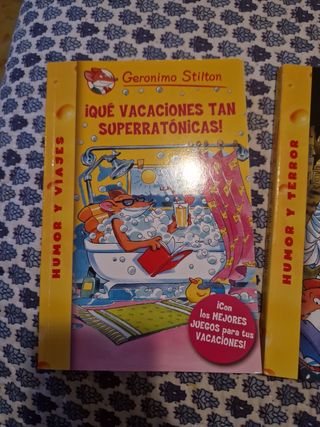 Geronimo Stilton
¡QUÉ VACACIONES TAN
SUPERRATÓNICAS!
HUMOR Y VIAJES
¡Con
los MEJORES
JUEGOS para tus
VACACIONES!
HUMOR Y TERROR